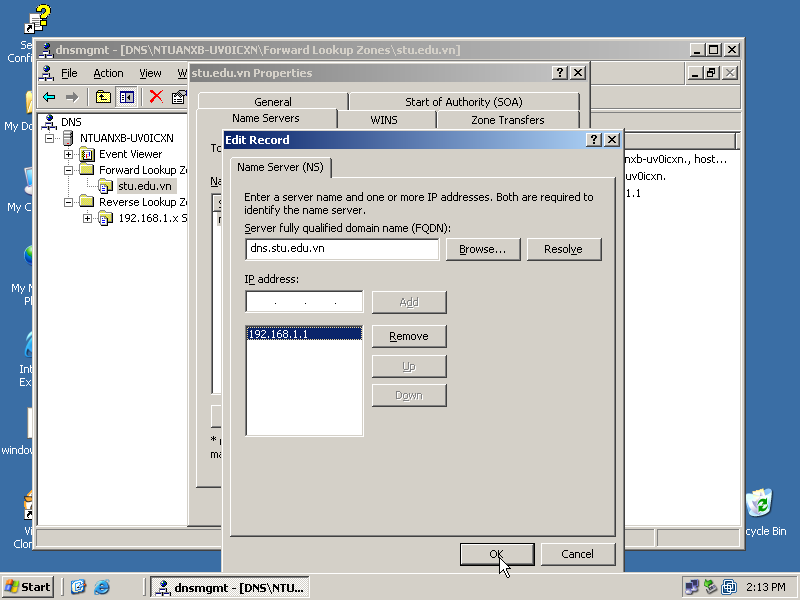 dnsmgmt - [DNS\NTUANXB-UV0ICXN\Forward Lookup Zones\stu.edu.vn]
File Action View W
DNS
NTUANXB-UV0ICXN
Event Viewer
Forward Lookup Z
stu.edu.vn
Reverse Lookup Z
192.168.1.x S
stu.edu.vn Properties
General
Start of Authority (SOA)
Name Servers
WINS
Zone Transfers
To
Na
S
* 
ma
nxb-uv0icxn., host...
uv0icxn.
1.1
Edit Record
Name Server (NS)
Enter a server name and one or more IP addresses. Both are required to
identify the name server.
Server fully qualified domain name (FQDN):
dns.stu.edu.vn
Browse...
Resolve
IP address:
. . .
Add
192.168.1.1
Remove
Up
Down
OK
Cancel
Se
Confi
My Do
My C
My N
Pl
Int
Ex
window
Vi
Clon
cycle Bin
Start
dnsmgmt - [DNS\NTU...
2:13 PM